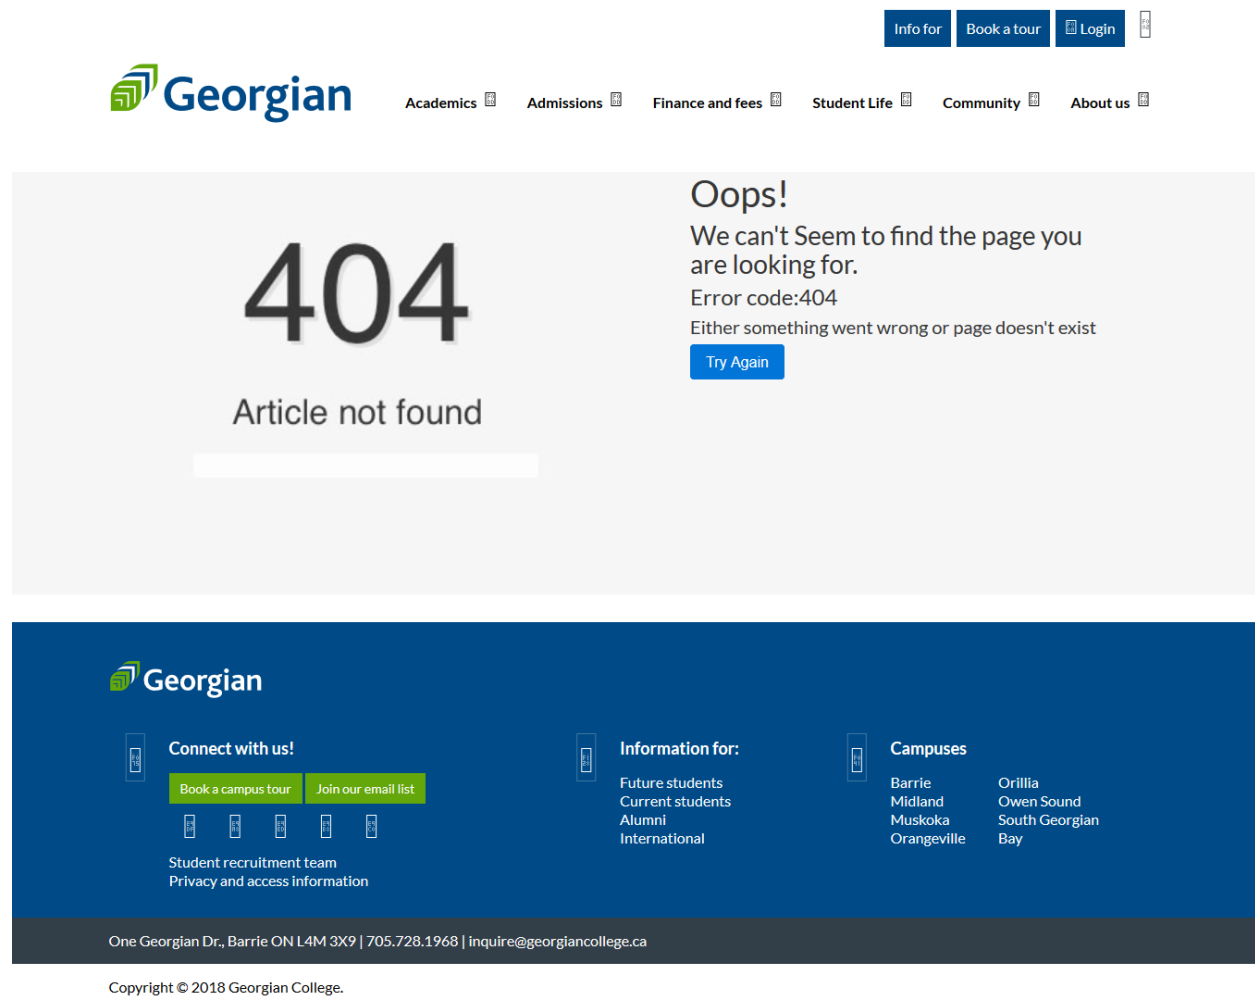 Info for Book a tour Login
Georgian
Academics Admissions Finance and fees Student Life Community About us
404
Article not found
Oops!
We can't Seem to find the page you
are looking for.
Error code:404
Either something went wrong or page doesn't exist
Try Again
Georgian
Connect with us!
Book a campus tour Join our email list
Student recruitment team
Privacy and access information
Information for:
Future students
Current students
Alumni
International
Campuses
Barrie
Midland
Muskoka
Orangeville
Orillia
Owen Sound
South Georgian
Bay
One Georgian Dr., Barrie ON L4M 3X9 | 705.728.1968 | inquire@georgiancollege.ca
Copyright © 2018 Georgian College.